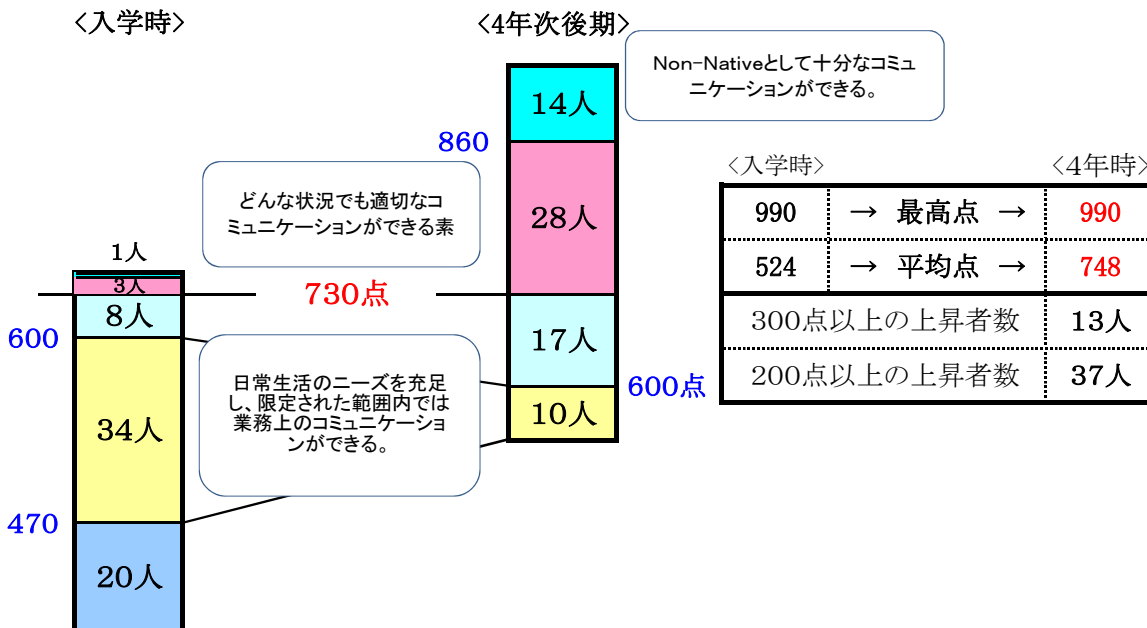 <入学時>
<4年次後期>
Non-Nativeとして十分なコミュ
ニケーションができる。
14人
860
どんな状況でも適切なコ
ミュニケーションができる素
28人
1人
3人
730点
8人
600
17人
日常生活のニーズを充足
し、限定された範囲内では
業務上のコミュニケーショ
ンができる。
600点
34人
10人
470
20人
<入学時> <4年時>
990 → 最高点 → 990
524 → 平均点 → 748
300点以上の上昇者数 13人
200点以上の上昇者数 37人